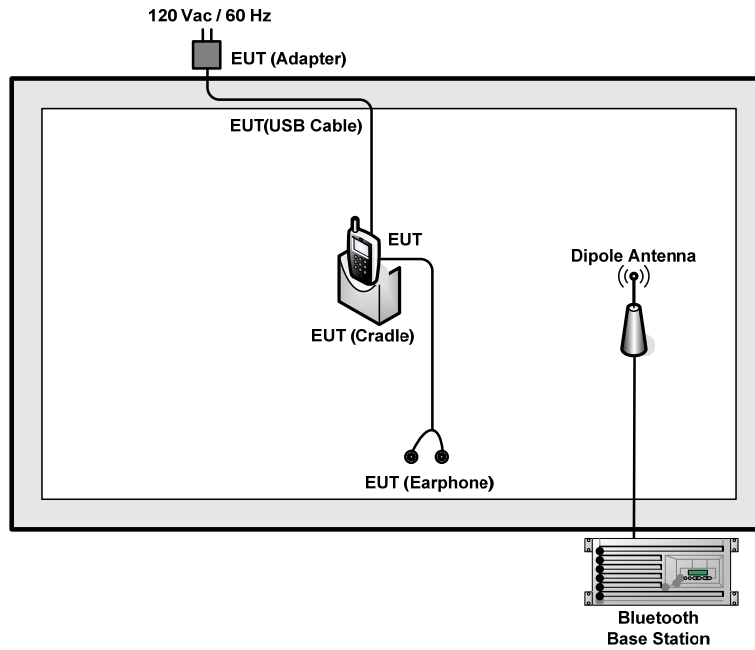 120 Vac / 60 Hz
EUT (Adapter)
EUT(USB Cable)
EUT
Dipole Antenna
EUT (Cradle)
EUT (Earphone)
Bluetooth
Base Station